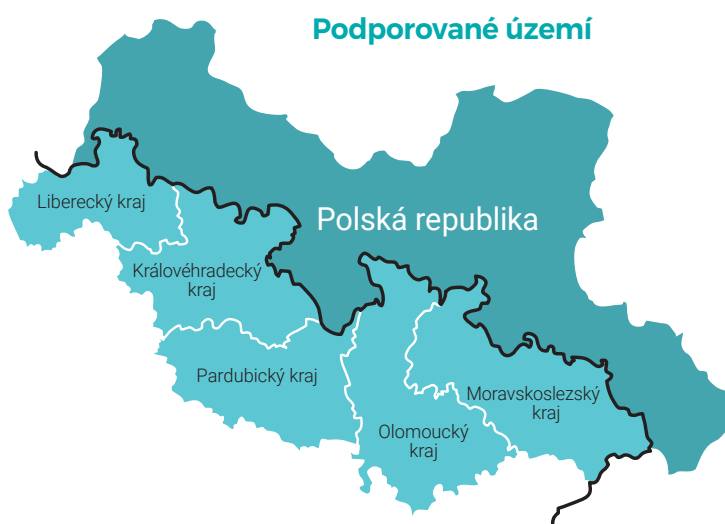 Podporované území
Liberecký kraj
Polská republika
Královéhradecký
kraj
Pardubický kraj
Moravskoslezský
kraj
Olomoucký
kraj